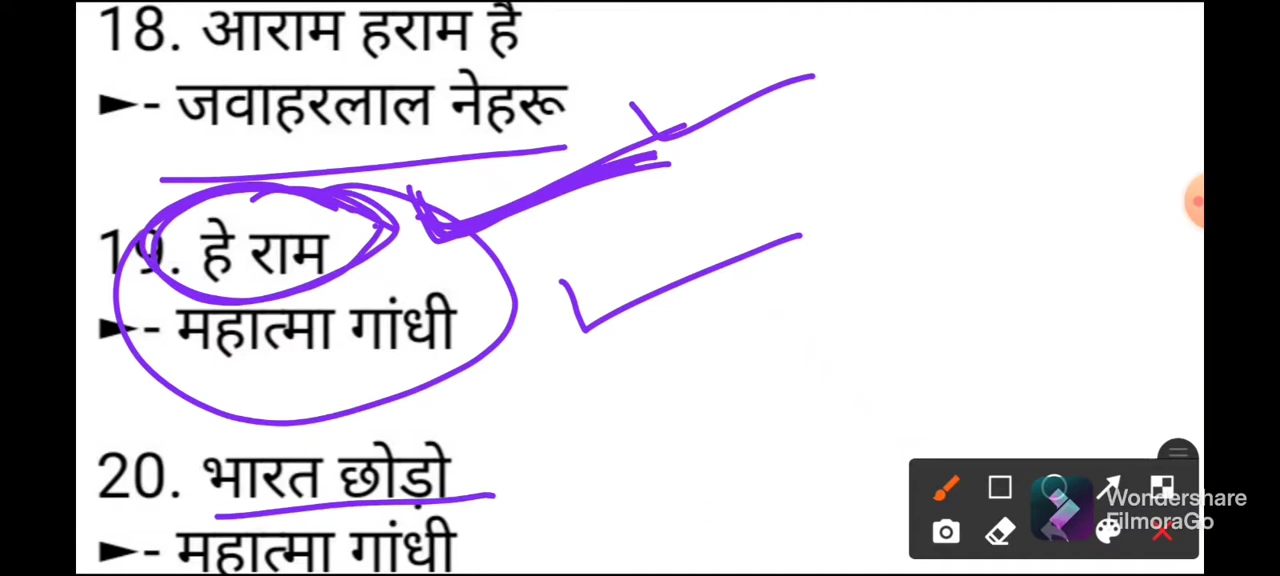 18. आराम हराम है
►- जवाहरलाल नेहरू
19. हे राम
►- महात्मा गांधी
20. भारत छोड़ो
►- महात्मा गांधी
Wondershare
FilmoraGo